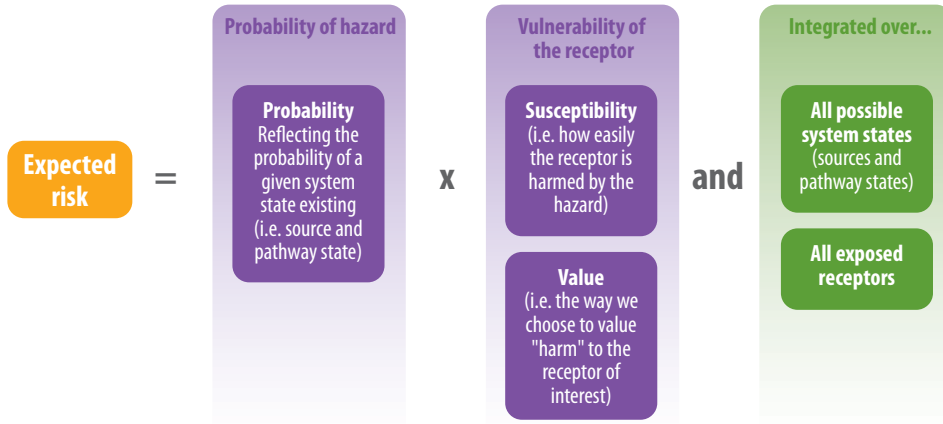 Expected
risk
=
Probability of hazard
Probability
Reflecting the
probability of a
given system
state existing
(i.e. source and
pathway state)
x
Vulnerability of
the receptor
Susceptibility
(i.e. how easily
the receptor is
harmed by the
hazard)
Value
(i.e. the way we
choose to value
"harm" to the
receptor of
interest)
and
Integrated over...
All possible
system states
(sources and
pathway states)
All exposed
receptors